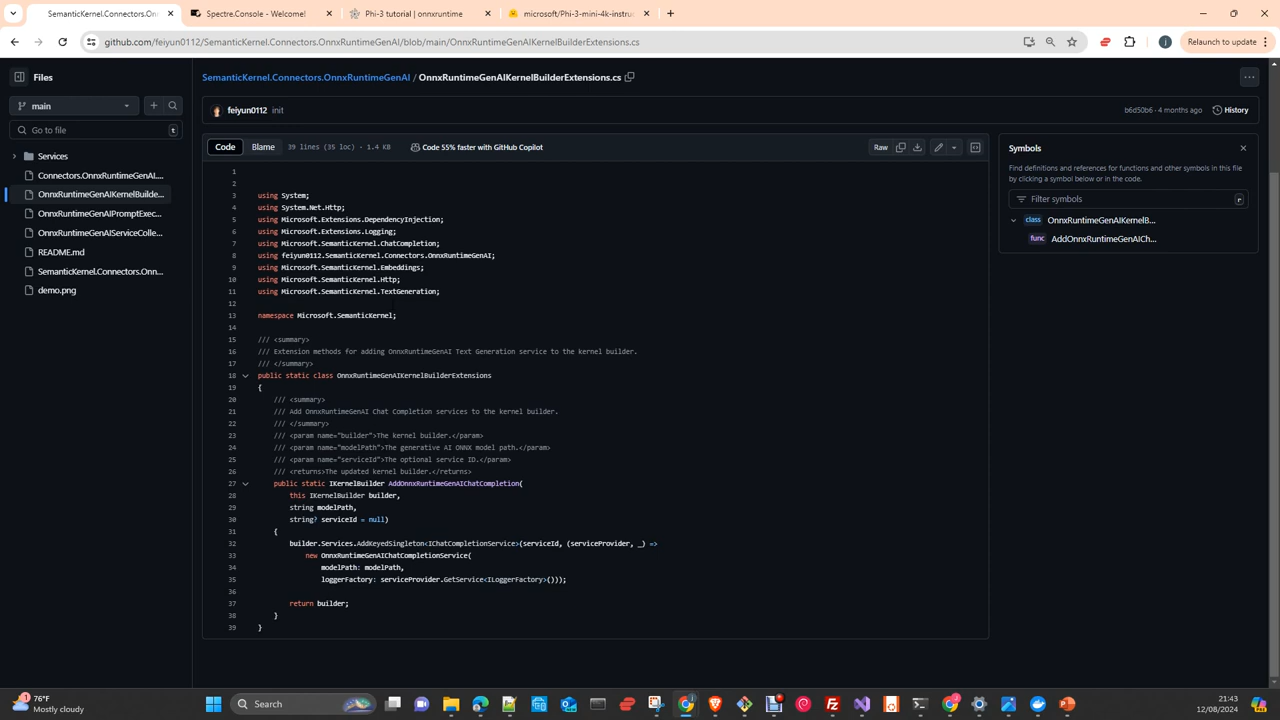 SemanticKernel.Connectors.On:
Spectre.Console - Welcome!
Phi-3 tutorial | onnxruntime
microsoft/Phi-3-mini-4k-instruc
github.com/feiyun0112/SemanticKernel.Connectors.OnnxRuntimeGenAI/blob/main/OnnxRuntimeGenAIKernelBuilderExtensions.cs
Relaunch to update
Files
SemanticKernel.Connectors.OnnxRuntimeGenAI / OnnxRuntimeGenAIKernelBuilderExtensions.cs
main
feiyun0112 init
b6d50b6 · 4 months ago
History
Go to file
t
Services
Connectors.OnnxRuntimeGenAI....
OnnxRuntimeGenAIKernelBuilde...
OnnxRuntimeGenAIPromptExec...
OnnxRuntimeGenAIServiceColle...
README.md
SemanticKernel.Connectors.Onn...
demo.png
Code
Blame
39 lines (35 loc) · 1.4 KB
Code 55% faster with GitHub Copilot
Raw
Symbols
Find definitions and references for functions and other symbols in this file
by clicking a symbol below or in the code.
Filter symbols
r
class OnnxRuntimeGenAIKernelB...
func AddOnnxRuntimeGenAICh...
1
2
3 using System;
4 using System.Net.Http;
5 using Microsoft.Extensions.DependencyInjection;
6 using Microsoft.Extensions.Logging;
7 using Microsoft.SemanticKernel.ChatCompletion;
8 using feiyun0112.SemanticKernel.Connectors.OnnxRuntimeGenAI;
9 using Microsoft.SemanticKernel.Embeddings;
10 using Microsoft.SemanticKernel.Http;
11 using Microsoft.SemanticKernel.TextGeneration;
12
13 namespace Microsoft.SemanticKernel;
14
15 /// <summary>
16 /// Extension methods for adding OnnxRuntimeGenAI Text Generation service to the kernel builder.
17 /// </summary>
18 public static class OnnxRuntimeGenAIKernelBuilderExtensions
19 {
20 /// <summary>
21 /// Add OnnxRuntimeGenAI Chat Completion services to the kernel builder.
22 /// </summary>
23 /// <param name="builder">The kernel builder.</param>
24 /// <param name="modelPath">The generative AI ONNX model path.</param>
25 /// <param name="serviceId">The optional service ID.</param>
26 /// <returns>The updated kernel builder.</returns>
27 public static IKernelBuilder AddOnnxRuntimeGenAIChatCompletion(
28 this IKernelBuilder builder,
29 string modelPath,
30 string? serviceId = null)
31 {
32 builder.Services.AddKeyedSingleton<IChatCompletionService>(serviceId, (serviceProvider, _) =>
33 new OnnxRuntimeGenAIChatCompletionService(
34 modelPath: modelPath,
35 loggerFactory: serviceProvider.GetService<ILoggerFactory>()));
36
37 return builder;
38 }
39 }
76°F
Mostly cloudy
Search
21:43
12/08/2024